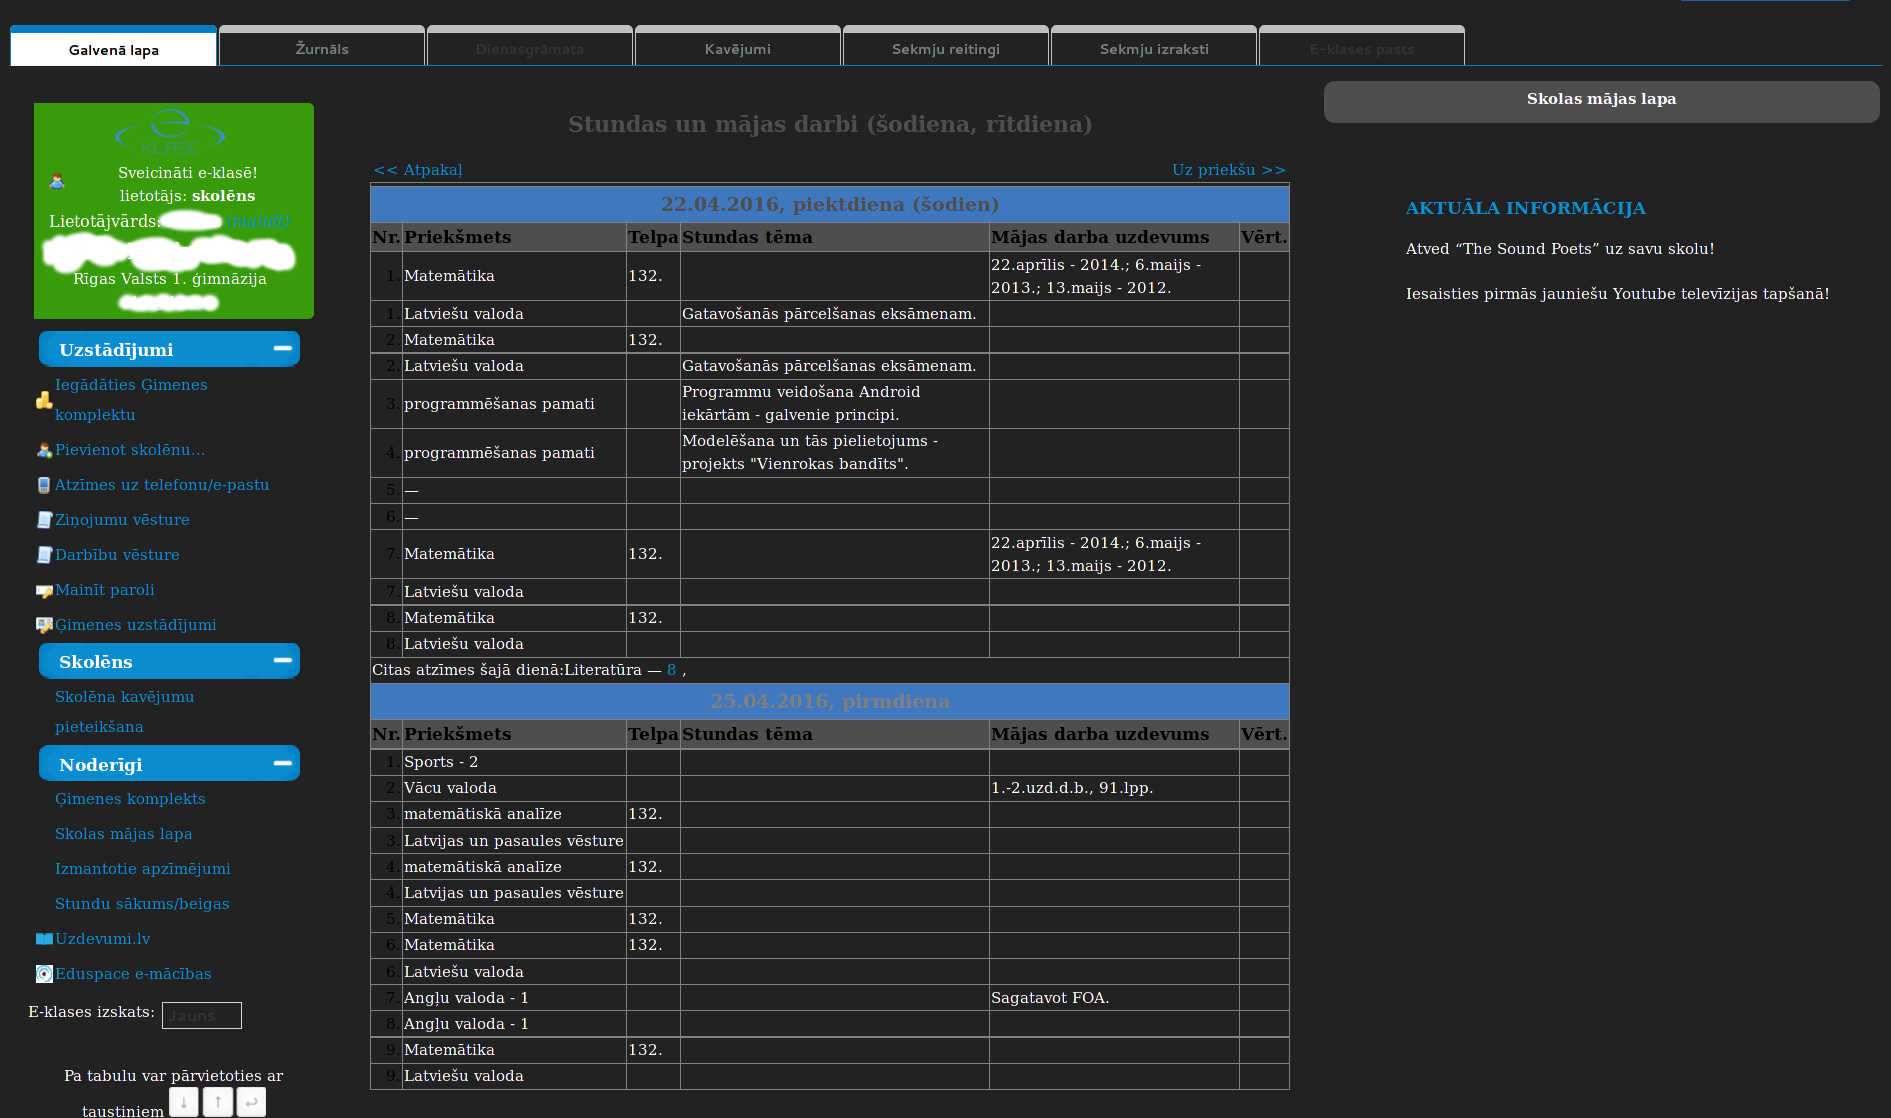 Galvenā lapa Žurnāls Dienasgrāmata Kavējumi Sekmju reitingi Sekmju izraksti E-klases pasts
KLASE
Sveicināti e-klasē!
lietotājs: skolēns
Lietotājvārds: (mainīt)
Rīgas Valsts 1. ģimnāzija
Uzstādījumi
Iegādāties Ģimenes
komplektu
Pievienot skolēnu...
Atzīmes uz telefonu/e-pastu
Ziņojumu vēsture
Darbību vēsture
Mainīt paroli
Ģimenes uzstādījumi
Skolēns
Skolēna kavējumu
pieteikšana
Noderīgi
Ģimenes komplekts
Skolas mājas lapa
Izmantotie apzīmējumi
Stundu sākums/beigas
Uzdevumi.lv
Eduspace e-mācības
E-klases izskats: Jauns
Pa tabulu var pārvietoties ar
taustiņiem ↓ ↑ ↩
Stundas un mājas darbi (šodiena, rītdiena)
<< Atpakaļ Uz priekšu >>
22.04.2016, piektdiena (šodien)
Nr. Priekšmets Telpa Stundas tēma Mājas darba uzdevums Vērt.
1. Matemātika 132. 22.aprīlis - 2014.; 6.maijs -
2013.; 13.maijs - 2012.
1. Latviešu valoda Gatavošanās pārcelšanas eksāmenam.
2. Matemātika 132.
2. Latviešu valoda Gatavošanās pārcelšanas eksāmenam.
3. programmēšanas pamati Programmu veidošana Android
iekārtām - galvenie principi.
4. programmēšanas pamati Modelēšana un tās pielietojums -
projekts "Vienrokas bandīts".
5. —
6. —
7. Matemātika 132. 22.aprīlis - 2014.; 6.maijs -
2013.; 13.maijs - 2012.
7. Latviešu valoda
8. Matemātika 132.
8. Latviešu valoda
Citas atzīmes šajā dienā:Literatūra — 8 ,
25.04.2016, pirmdiena
Nr. Priekšmets Telpa Stundas tēma Mājas darba uzdevums Vērt.
1. Sports - 2
2. Vācu valoda 1.-2.uzd.d.b., 91.lpp.
3. matemātiskā analīze 132.
3. Latvijas un pasaules vēsture
4. matemātiskā analīze 132.
4. Latvijas un pasaules vēsture
5. Matemātika 132.
6. Matemātika 132.
6. Latviešu valoda
7. Angļu valoda - 1 Sagatavot FOA.
8. Angļu valoda - 1
9. Matemātika 132.
9. Latviešu valoda
Skolas mājas lapa
AKTUĀLA INFORMĀCIJA
Atved “The Sound Poets” uz savu skolu!
Iesaisties pirmās jauniešu Youtube televīzijas tapšanā!